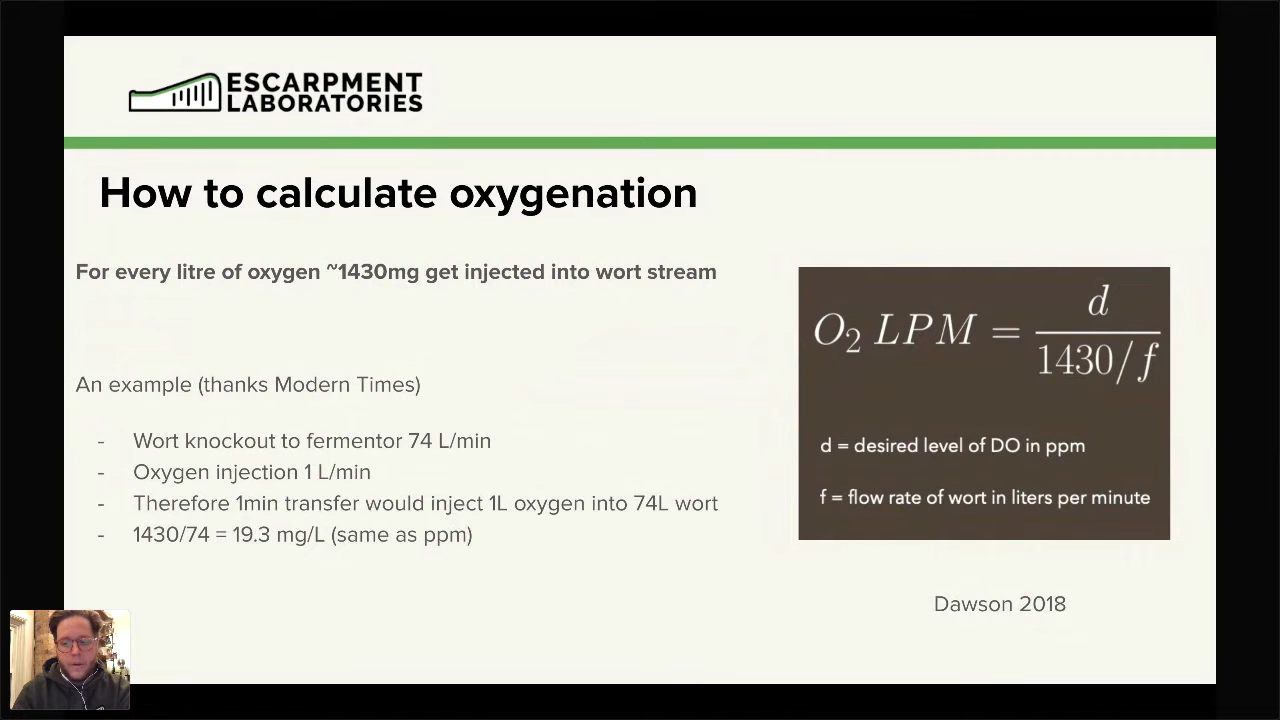 ESCARPMENT
LABORATORIES
How to calculate oxygenation
For every litre of oxygen ~1430mg get injected into wort stream
An example (thanks Modern Times)
- Wort knockout to fermentor 74 L/min
- Oxygen injection 1 L/min
- Therefore 1min transfer would inject 1L oxygen into 74L wort
- 1430/74 = 19.3 mg/L (same as ppm)
O₂ LPM = d
1430/f
d = desired level of DO in ppm
f = flow rate of wort in liters per minute
Dawson 2018